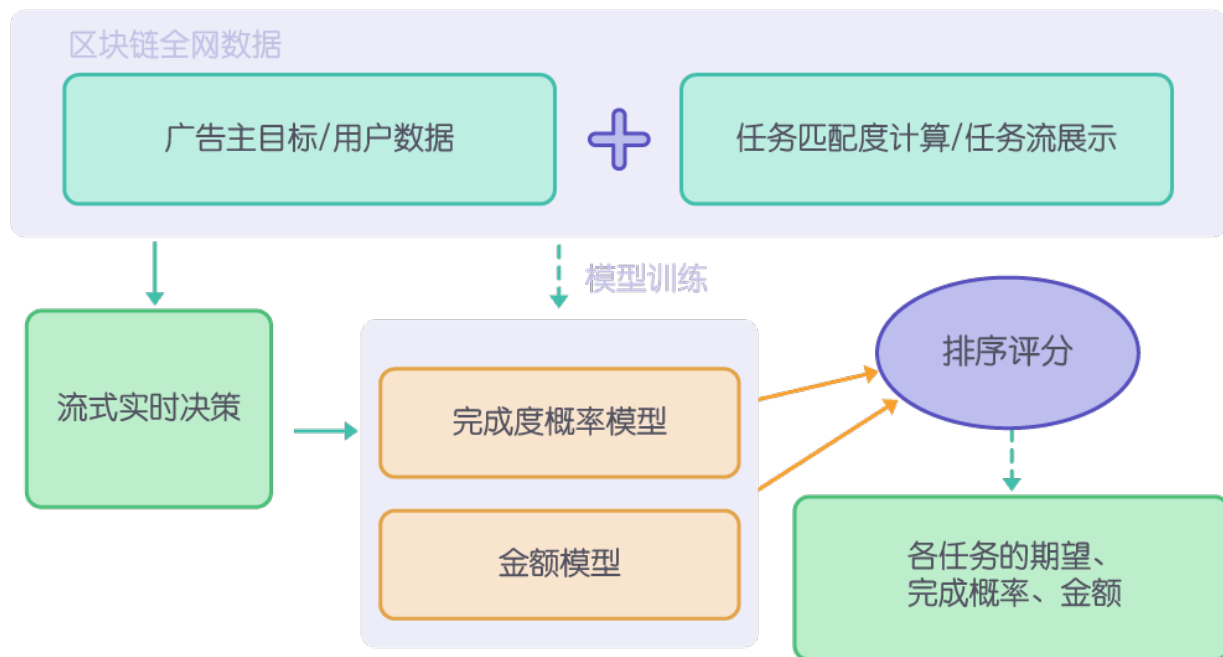 区块链全网数据
广告主目标/用户数据
任务匹配度计算/任务流展示
模型训练
流式实时决策
完成度概率模型
金额模型
排序评分
各任务的期望、
完成概率、金额